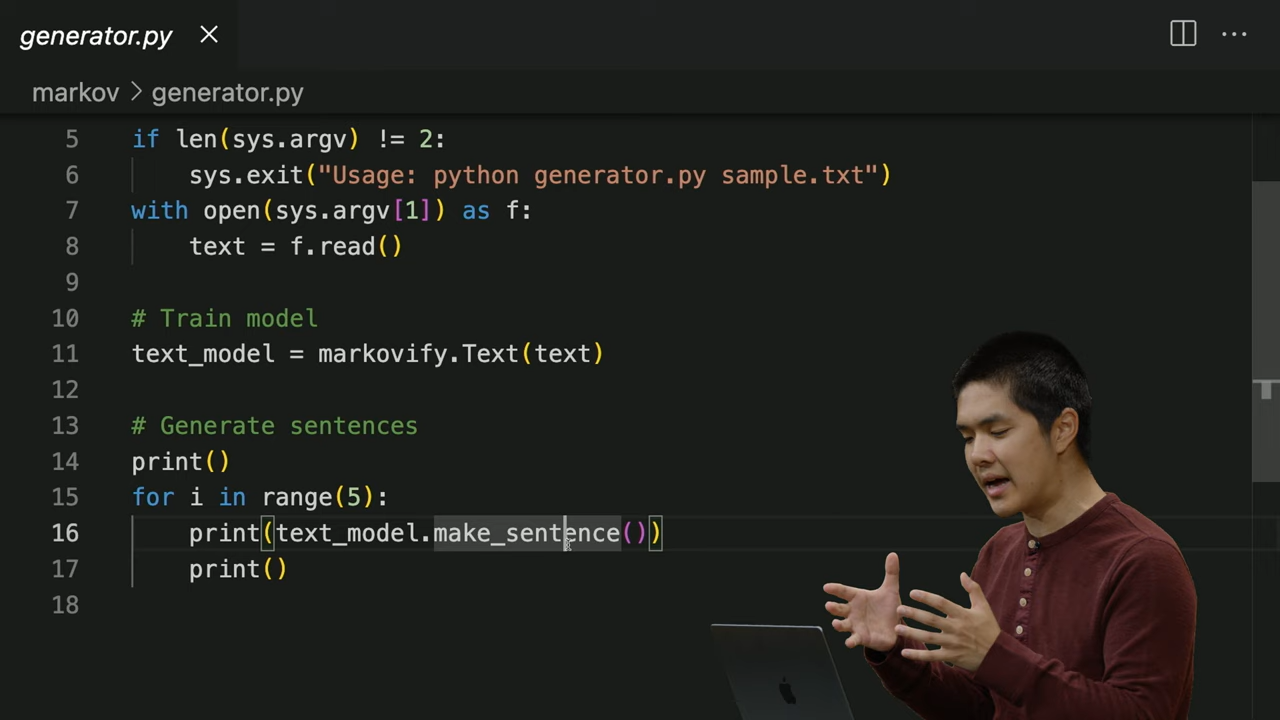 generator.py
markov > generator.py
5 if len(sys.argv) != 2:
6 sys.exit("Usage: python generator.py sample.txt")
7 with open(sys.argv[1]) as f:
8 text = f.read()
9
10 # Train model
11 text_model = markovify.Text(text)
12
13 # Generate sentences
14 print()
15 for i in range(5):
16 print(text_model.make_sentence())
17 print()
18